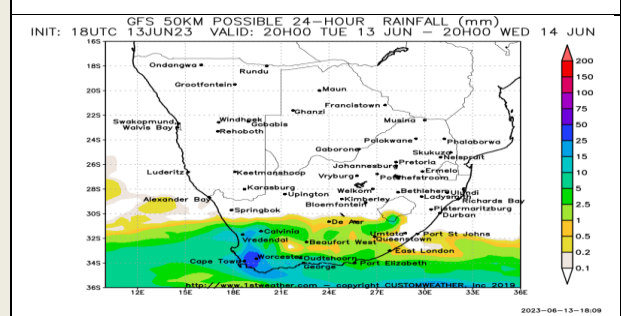 GFS 50KM POSSIBLE 24-HOUR RAINFALL (mm)
INIT: 18UTC 13JUN23 VALID: 20H00 TUE 13 JUN - 20H00 WED 14 JUN
16S
18S
20S
22S
24S
26S
28S
30S
32S
34S
36S
Ondangwa
Rundu
Grootfontein
Maun
Ghanzi
Francistown
Swakopmund
Walvis Bay
Windhoek
Gobabis
Rehoboth
Musina
Polokwane
Phalaborwa
Gaborone
Skukuza
Nelspruit
Johannesburg
Pretoria
Ermelo
Luderitz
Keetmanshoop
Vryburg
Potchefstroom
Karasburg
Upington
Welkom
Bethlehem
Ulundi
Alexander Bay
Kimberley
Ladysmith
Richards Bay
Springbok
Bloemfontein
Pietermaritzburg
Durban
De Aar
Calvinia
Vredendal
Beaufort West
Umtata
Port St Johns
Queenstown
East London
Cape Town
Worcester
Oudtshoorn
George
Port Elizabeth
http://www.1stweather.com - copyright CUSTOMWEATHER, Inc 2019
12E 15E 18E 21E 24E 27E 30E 33E 36E
200
150
100
75
50
25
15
10
5
2.5
1
0.5
0.2
0.1
2023-06-13-18:09